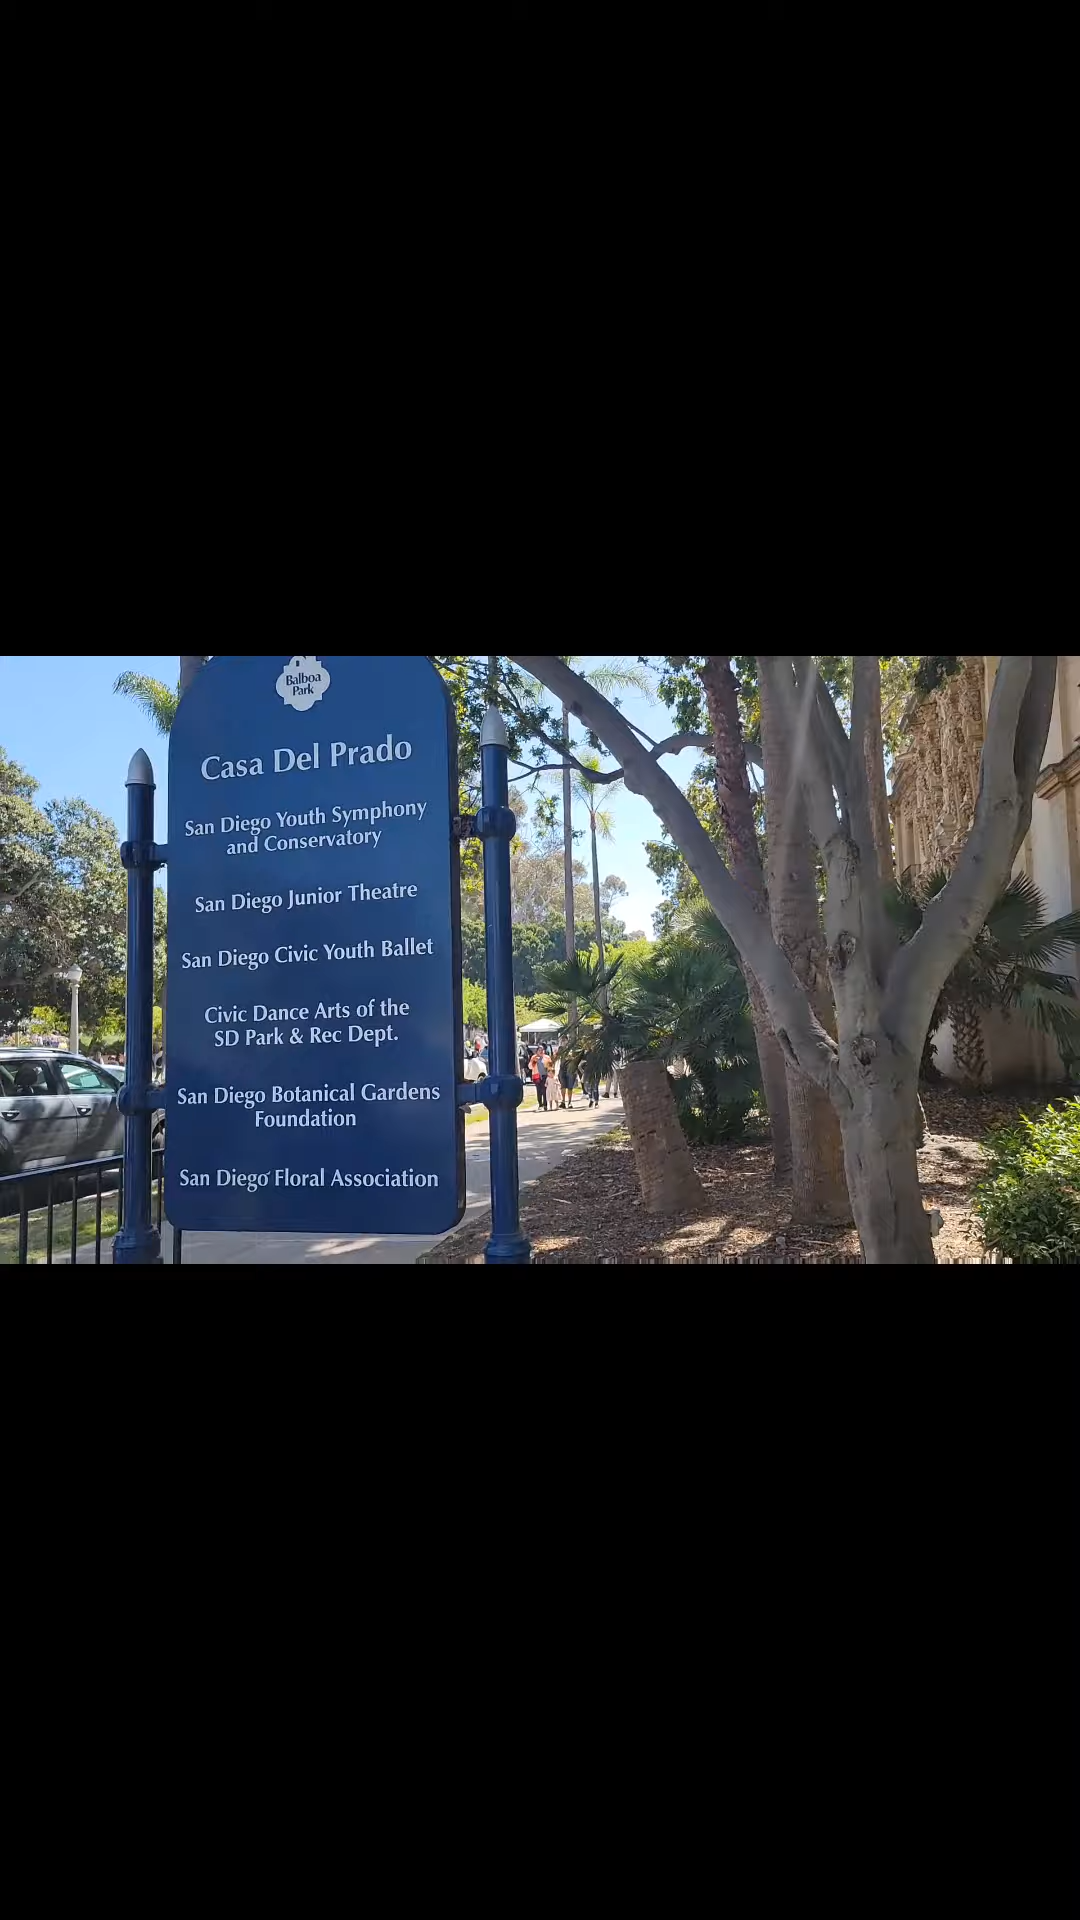 Balboa
Park
Casa Del Prado
San Diego Youth Symphony
and Conservatory
San Diego Junior Theatre
San Diego Civic Youth Ballet
Civic Dance Arts of the
SD Park & Rec Dept.
San Diego Botanical Gardens
Foundation
San Diego Floral Association